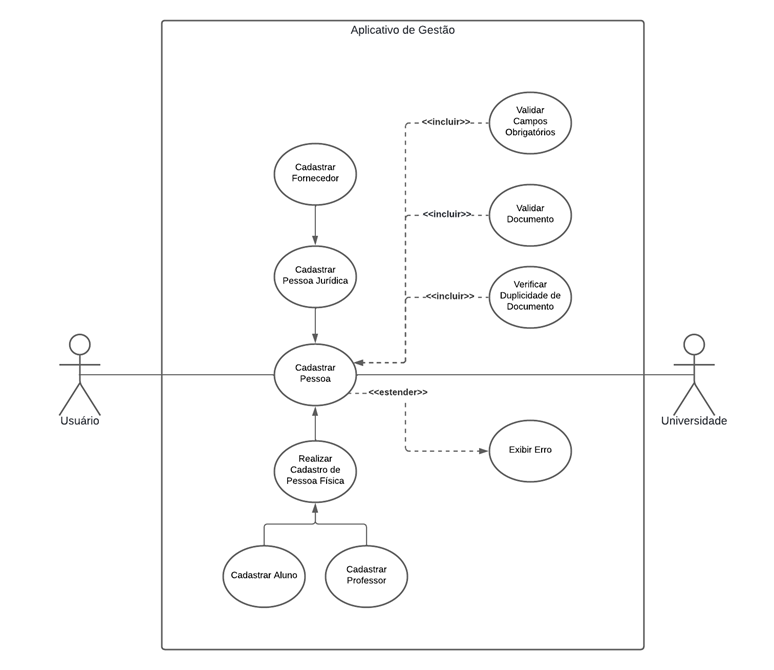 Aplicativo de Gestão
Validar
Campos
Obrigatórios
<<incluir>>
Cadastrar
Fornecedor
Validar
Documento
<<incluir>>
Cadastrar
Pessoa Jurídica
Verificar
Duplicidade de
Documento
<<incluir>>
Cadastrar
Pessoa
<<estender>>
Usuário
Universidade
Exibir Erro
Realizar
Cadastro de
Pessoa Física
Cadastrar Aluno
Cadastrar
Professor